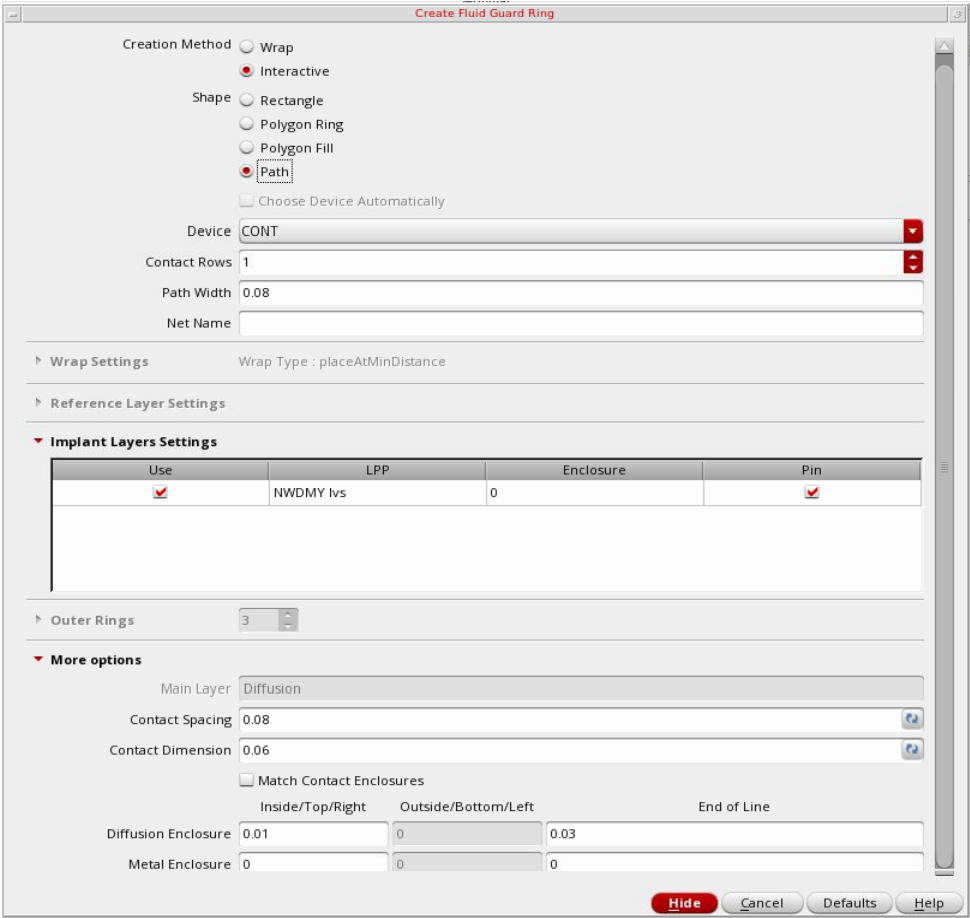 Create Fluid Guard Ring
Creation Method Wrap
Interactive
Shape Rectangle
Polygon Ring
Polygon Fill
Path
Choose Device Automatically
Device CONT
Contact Rows 1
Path Width 0.08
Net Name
Wrap Settings Wrap Type : placeAtMinDistance
Reference Layer Settings
Implant Layers Settings
Use LPP Enclosure Pin
NWDMY lvs 0
Outer Rings 3
More options
Main Layer Diffusion
Contact Spacing 0.08
Contact Dimension 0.06
Match Contact Enclosures
Inside/Top/Right Outside/Bottom/Left End of Line
Diffusion Enclosure 0.01 0 0.03
Metal Enclosure 0 0 0
Hide Cancel Defaults Help